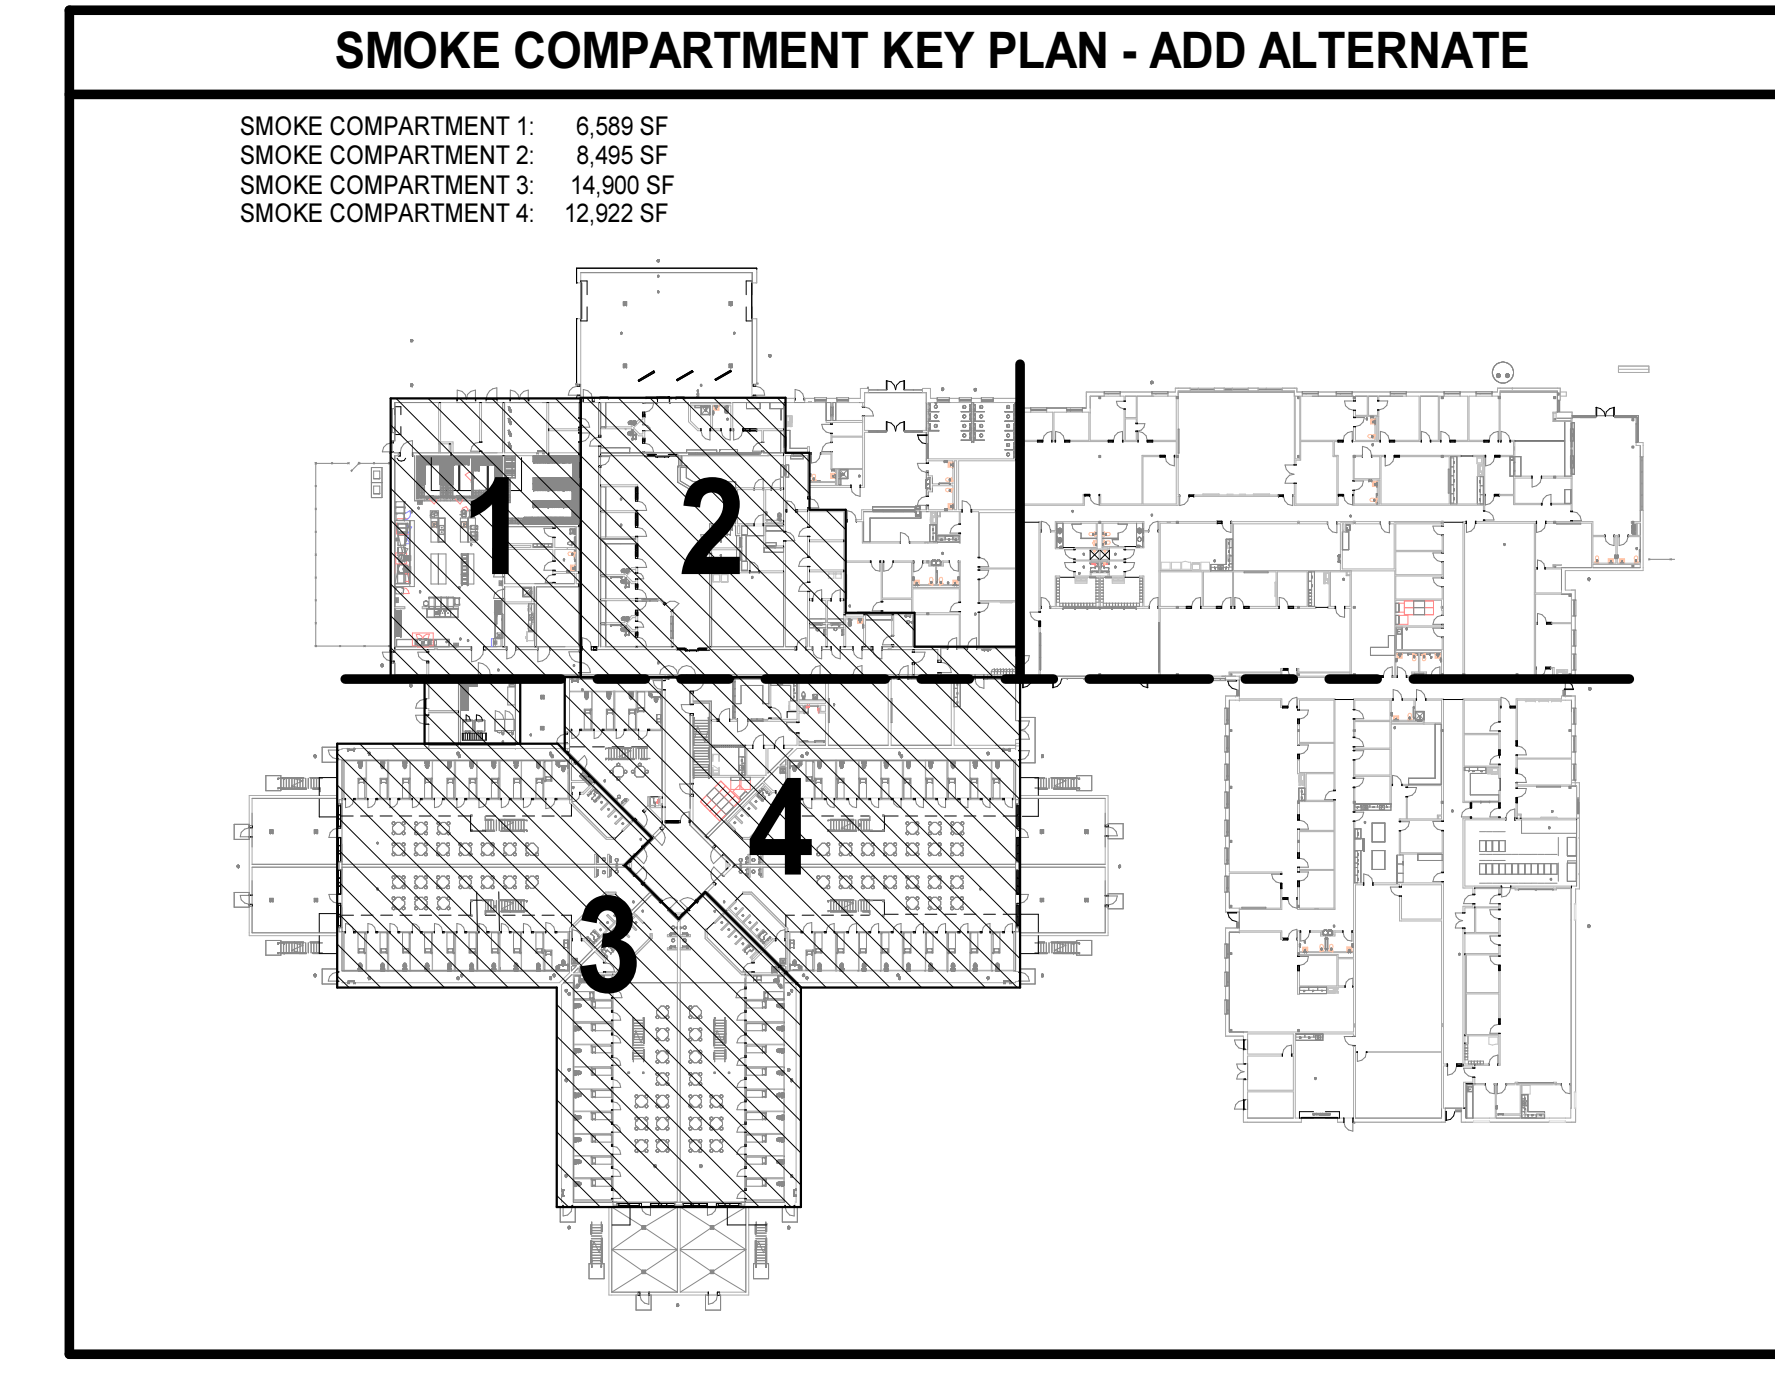 SMOKE COMPARTMENT KEY PLAN - ADD ALTERNATE
SMOKE COMPARTMENT 1: 6,589 SF
SMOKE COMPARTMENT 2: 8,495 SF
SMOKE COMPARTMENT 3: 14,900 SF
SMOKE COMPARTMENT 4: 12,922 SF
1
2
4
3